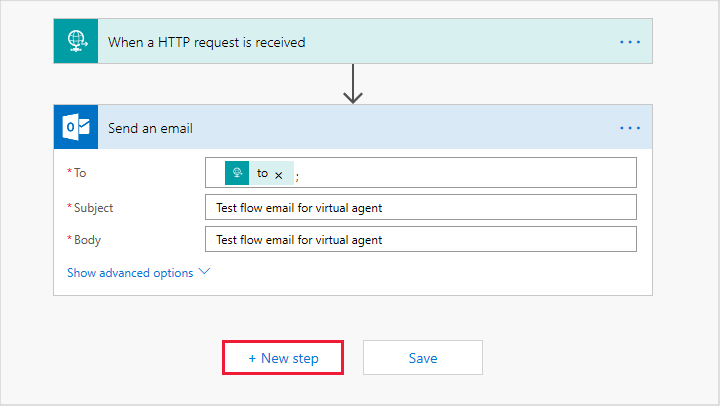 When a HTTP request is received
Send an email
* To to × ;
* Subject Test flow email for virtual agent
* Body Test flow email for virtual agent
Show advanced options
+ New step Save